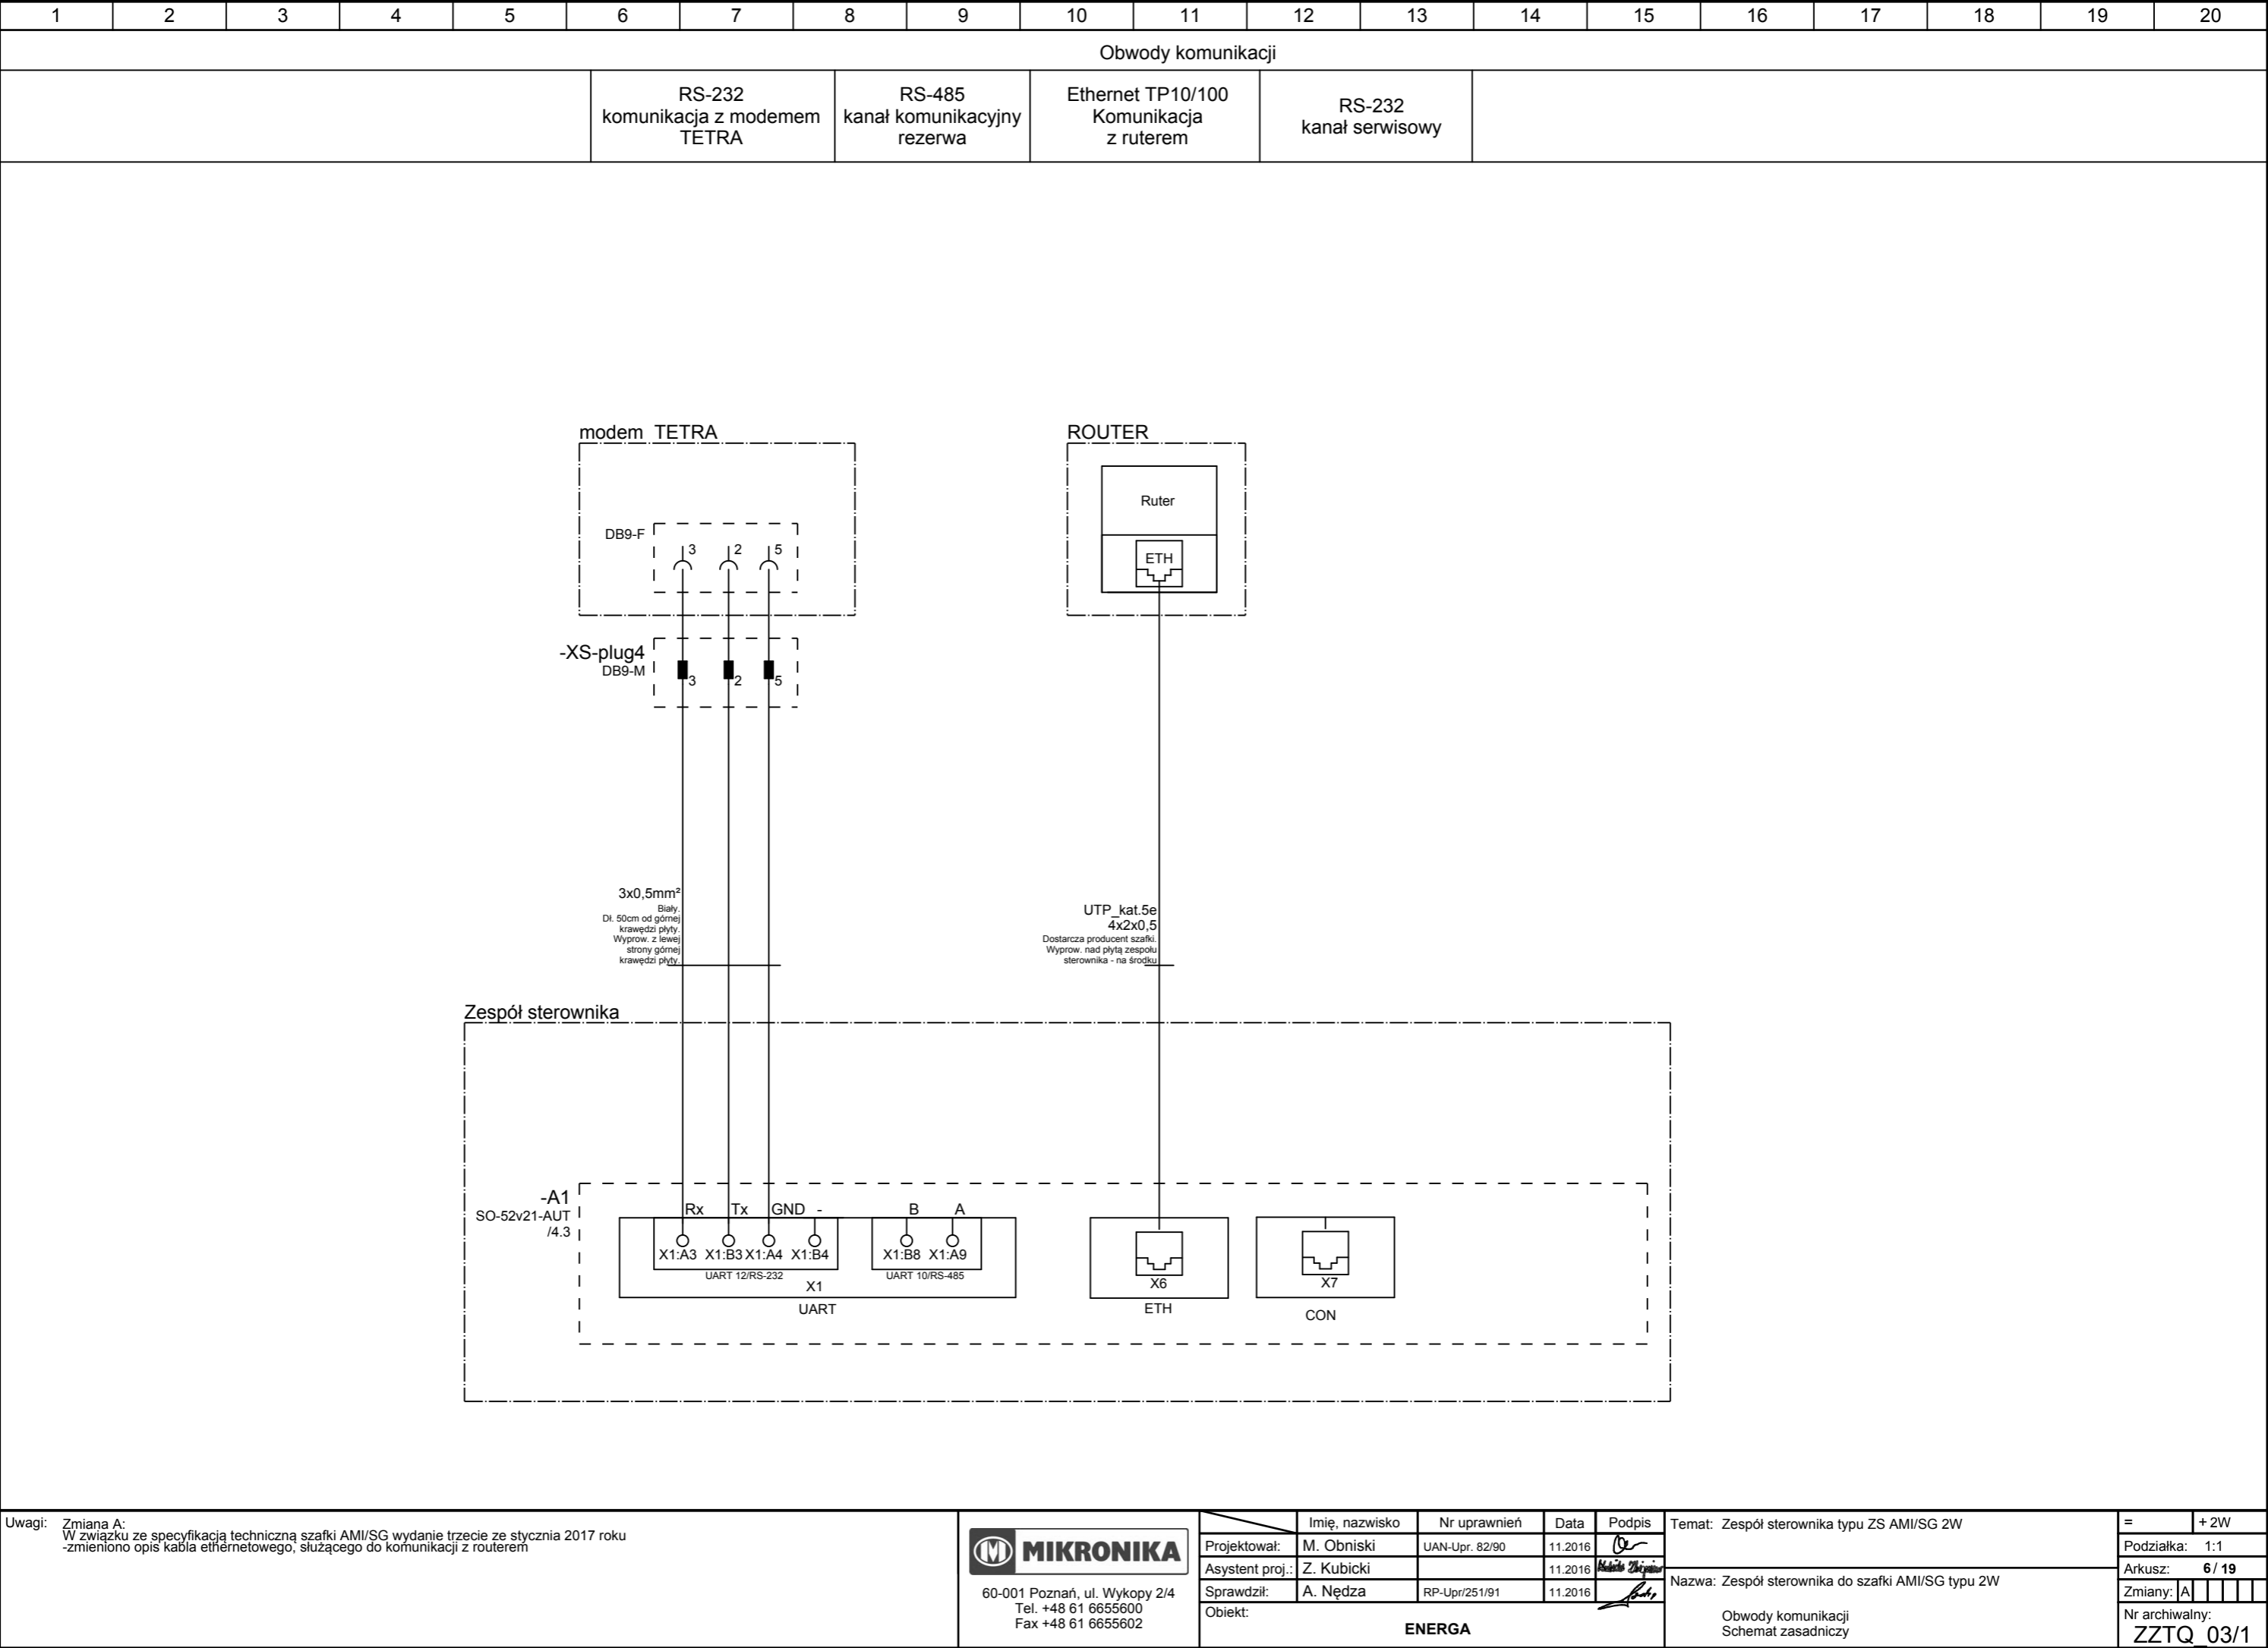 1 2 3 4 5 6 7 8 9 10 11 12 13 14 15 16 17 18 19 20
Obwody komunikacji
RS-232
komunikacja z modemem
TETRA
RS-485
kanał komunikacyjny
rezerwa
Ethernet TP10/100
Komunikacja
z ruterem
RS-232
kanał serwisowy
modem TETRA
DB9-F
3 2 5
-XS-plug4
DB9-M
3 2 5
ROUTER
Ruter
ETH
3x0,5mm²
Biały.
Dł. 50cm od górnej
krawędzi płyty.
Wyprow. z lewej
strony górnej
krawędzi płyty.
UTP_kat.5e
4x2x0,5
Dostarcza producent szafki.
Wyprow. nad płytą zespołu
sterownika - na środku
Zespół sterownika
-A1
SO-52v21-AUT
/4.3
Rx Tx GND - B A
X1:A3 X1:B3 X1:A4 X1:B4 X1:B8 X1:A9
UART 12/RS-232 UART 10/RS-485
X1
UART
X6
ETH
X7
CON
Uwagi: Zmiana A:
W związku ze specyfikacją techniczną szafki AMI/SG wydanie trzecie ze stycznia 2017 roku
-zmieniono opis kabla ethernetowego, służącego do komunikacji z routerem
MIKRONIKA
60-001 Poznań, ul. Wykopy 2/4
Tel. +48 61 6655600
Fax +48 61 6655602
Imię, nazwisko Nr uprawnień Data Podpis
Projektował: M. Obniski UAN-Upr. 82/90 11.2016
Asystent proj.: Z. Kubicki 11.2016
Sprawdził: A. Nędza RP-Upr/251/91 11.2016
Obiekt:
ENERGA
Temat: Zespół sterownika typu ZS AMI/SG 2W
Nazwa: Zespół sterownika do szafki AMI/SG typu 2W
Obwody komunikacji
Schemat zasadniczy
= + 2W
Podziałka: 1:1
Arkusz: 6 / 19
Zmiany: A
Nr archiwalny:
ZZTQ_03/1